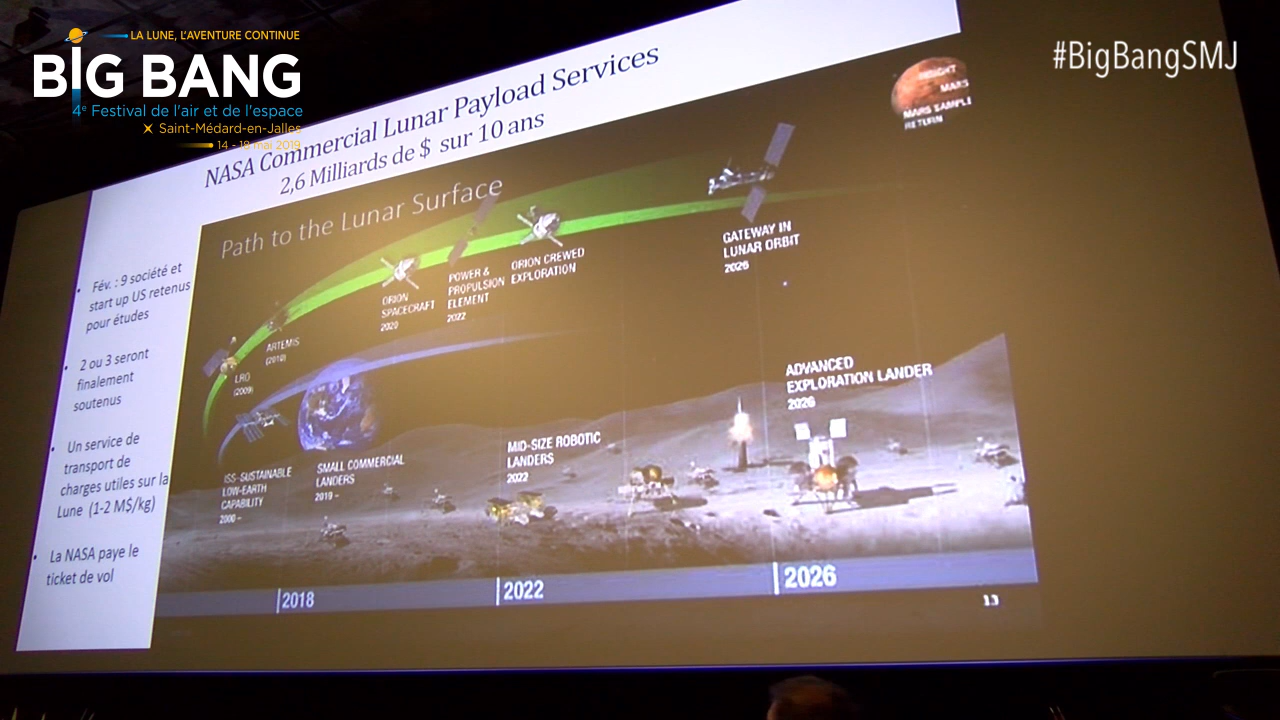 LA LUNE, L'AVENTURE CONTINUE
BIG BANG
4e Festival de l'air et de l'espace
Saint-Médard-en-Jalles
14 - 18 mai 2019
#BigBangSMJ
NASA Commercial Lunar Payload Services
2,6 Milliards de $ sur 10 ans
• Fév. : 9 société et
start up US retenus
pour études
• 2 ou 3 seront
finalement
soutenus
• Un service de
transport de
charges utiles sur la
Lune (1-2 M$/kg)
• La NASA paye le
ticket de vol
Path to the Lunar Surface
LRO
(2009)
ARTEMIS
(2010)
ORION
SPACECRAFT
2020
POWER &
PROPULSION
ELEMENT
2022
ORION CREWED
EXPLORATION
GATEWAY IN
LUNAR ORBIT
2026
INSIGHT
MARS
MARS SAMPLE
RETURN
ISS-SUSTAINABLE
LOW-EARTH
CAPABILITY
2000 –
SMALL COMMERCIAL
LANDERS
2019 –
MID-SIZE ROBOTIC
LANDERS
2022
ADVANCED
EXPLORATION LANDER
2026
2018
2022
2026
13